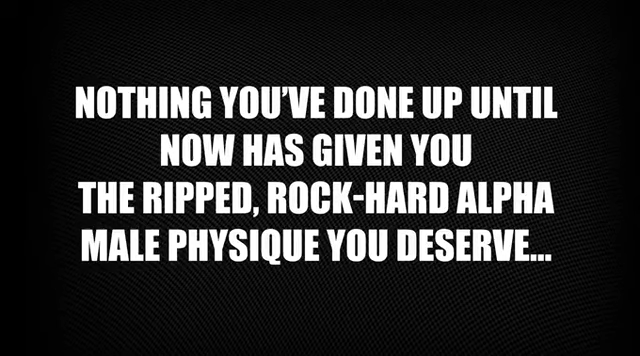 NOTHING YOU’VE DONE UP UNTIL
NOW HAS GIVEN YOU
THE RIPPED, ROCK-HARD ALPHA
MALE PHYSIQUE YOU DESERVE...